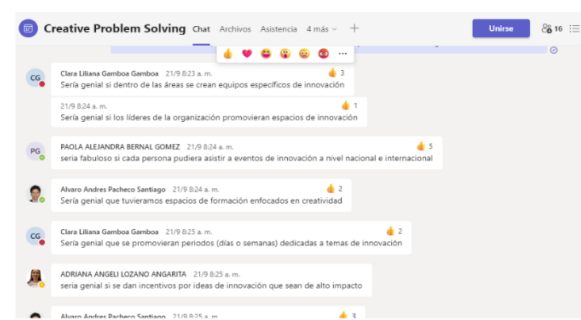 Creative Problem Solving Chat Archivos Asistencia 4 más Unirse 16
CG Clara Liliana Gamboa Gamboa 21/9 8:23 a. m. 3
Sería genial si dentro de las áreas se crean equipos específicos de innovación
21/9 8:24 a. m. 1
Sería genial si los líderes de la organización promovieran espacios de innovación
PG PAOLA ALEJANDRA BERNAL GOMEZ 21/9 8:24 a. m. 5
seria fabuloso si cada persona pudiera asistir a eventos de innovación a nivel nacional e internacional
Alvaro Andres Pacheco Santiago 21/9 8:24 a. m. 2
Sería genial que tuvieramos espacios de formación enfocados en creatividad
CG Clara Liliana Gamboa Gamboa 21/9 8:25 a. m. 2
Sería genial que se promovieran periodos (días o semanas) dedicadas a temas de innovación
ADRIANA ANGELI LOZANO ANGARITA 21/9 8:25 a. m.
seria genial si se dan incentivos por ideas de innovación que sean de alto impacto
Alvaro Andres Pacheco Santiago 21/9 8:25 a. m. 3